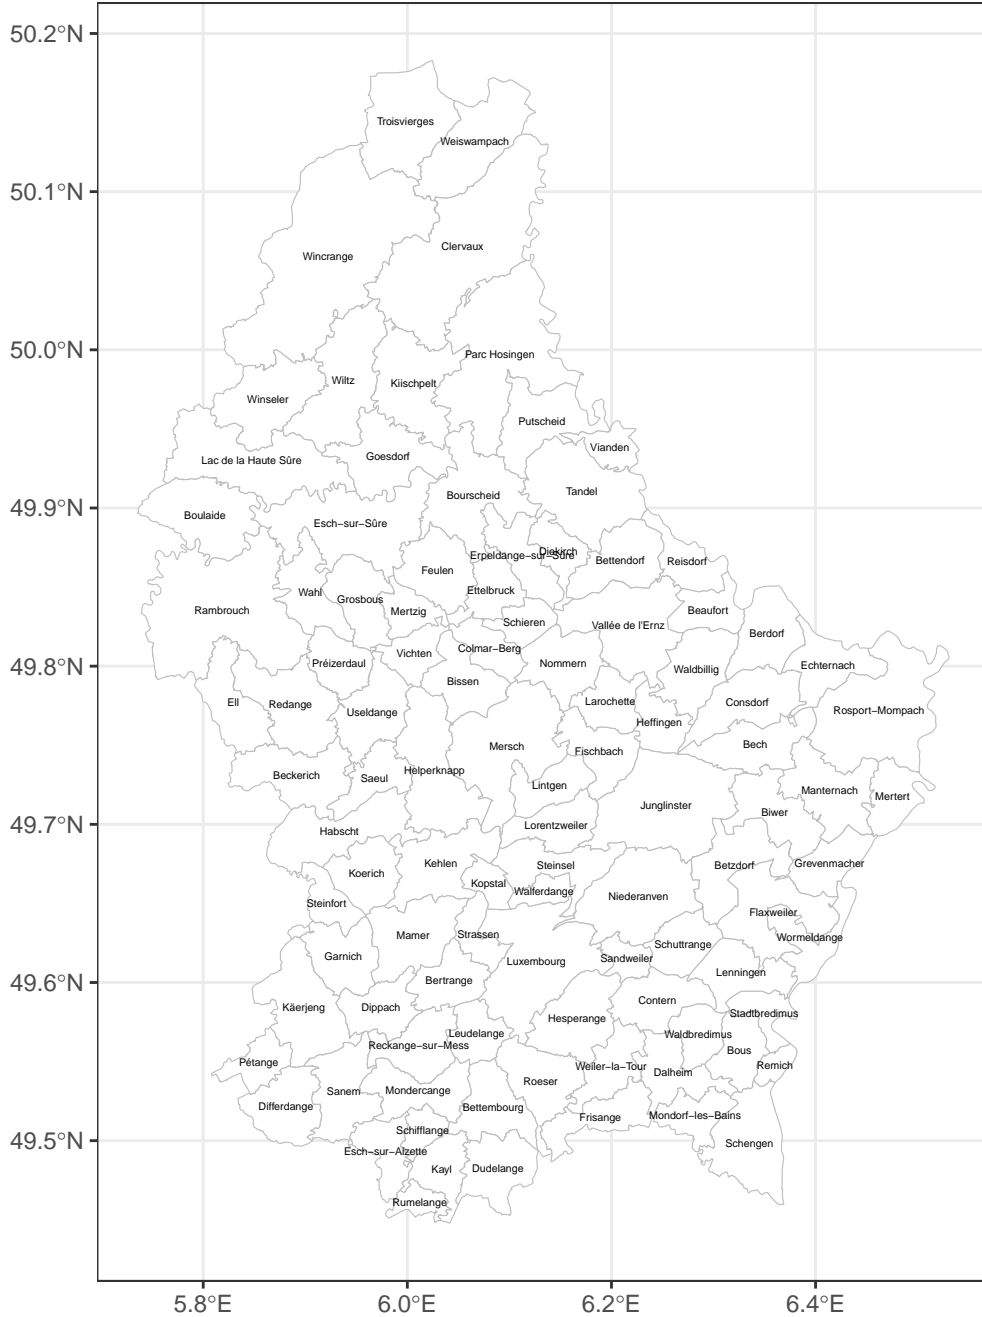 50.2°N
Troisvierges
Weiswampach
50.1°N
Clervaux
Wincrange
50.0°N
Parc Hosingen
Wiltz
Kiischpelt
Winseler
Putscheid
Vianden
Goesdorf
Lac de la Haute Sûre
Tandel
Bourscheid
49.9°N
Boulaide
Esch−sur−Sûre
Diekirch
Erpeldange−sur−Sûre
Bettendorf
Reisdorf
Feulen
Ettelbruck
Wahl
Grosbous
Rambrouch
Mertzig
Beaufort
Schieren
Vallée de l'Ernz
Berdorf
Colmar−Berg
Vichten
49.8°N
Préizerdaul
Nommern
Waldbillig
Echternach
Bissen
Ell
Redange
Larochette
Consdorf
Useldange
Rosport−Mompach
Heffingen
Mersch
Fischbach
Bech
Helperknapp
Beckerich
Saeul
Lintgen
Manternach
Mertert
Junglinster
Biwer
49.7°N
Habscht
Lorentzweiler
Kehlen
Steinsel
Betzdorf
Grevenmacher
Koerich
Kopstal
Walferdange
Niederanven
Steinfort
Flaxweiler
Mamer
Strassen
Wormeldange
Schuttrange
Garnich
Luxembourg
Sandweiler
Lenningen
49.6°N
Bertrange
Käerjeng
Dippach
Contern
Stadtbredimus
Hesperange
Leudelange
Waldbredimus
Reckange−sur−Mess
Bous
Pétange
Weiler−la−Tour
Remich
Dalheim
Roeser
Sanem
Mondercange
Differdange
Bettembourg
Frisange
Mondorf−les−Bains
49.5°N
Schifflange
Schengen
Esch−sur−Alzette
Kayl
Dudelange
Rumelange
5.8°E
6.0°E
6.2°E
6.4°E